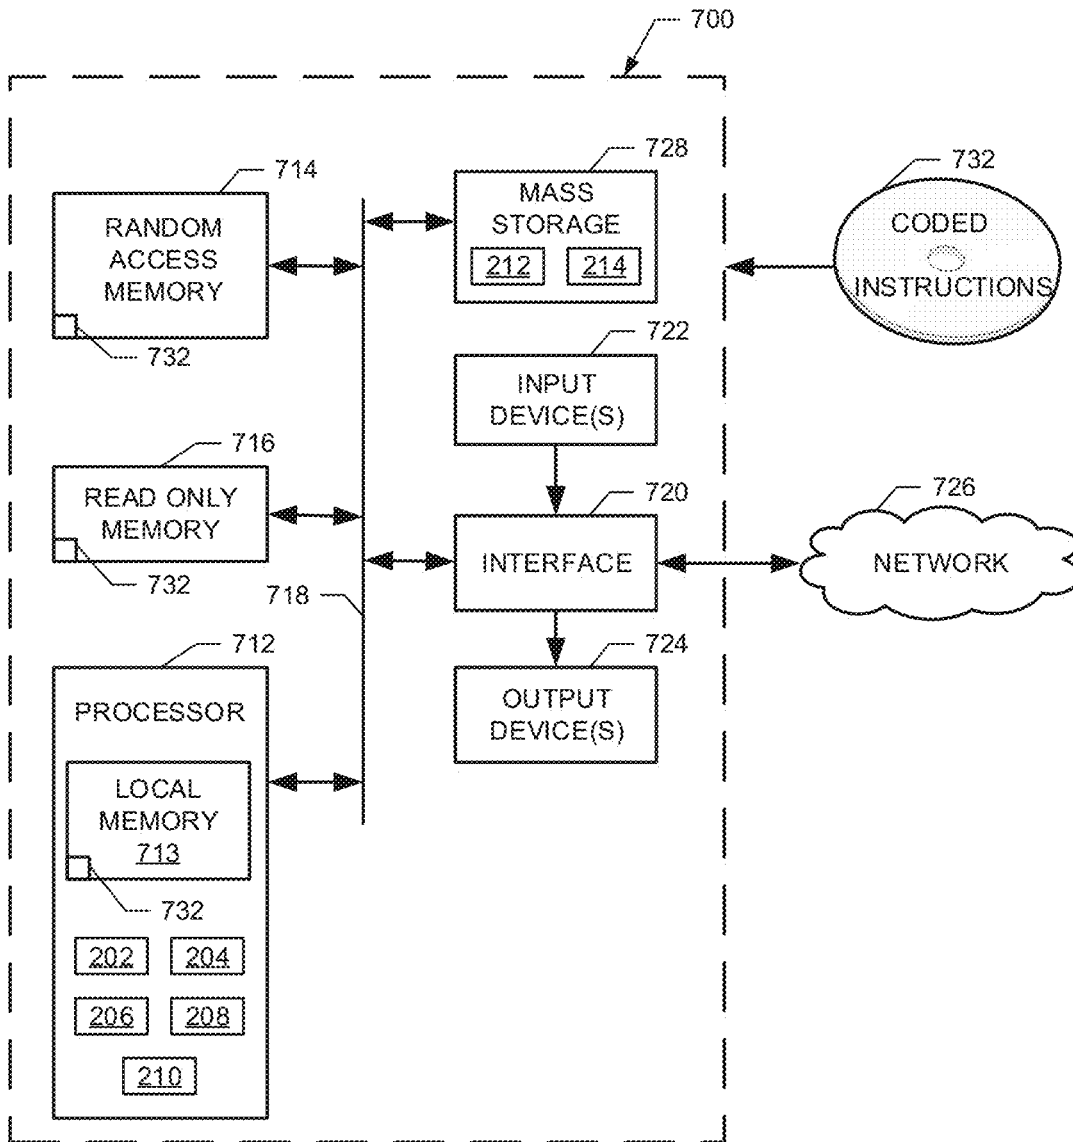 700
714
RANDOM
ACCESS
MEMORY
732
728
MASS
STORAGE
212 214
732
CODED
INSTRUCTIONS
722
INPUT
DEVICE(S)
716
READ ONLY
MEMORY
732
720
INTERFACE
726
NETWORK
718
712
PROCESSOR
LOCAL
MEMORY
713
732
202 204
206 208
210
724
OUTPUT
DEVICE(S)